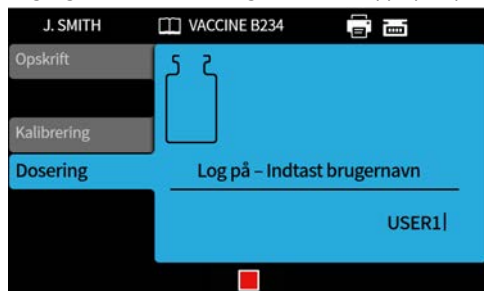 J. SMITH
VACCINE B234
Opskrift
Kalibrering
Dosering
Log på – Indtast brugernavn
USER1